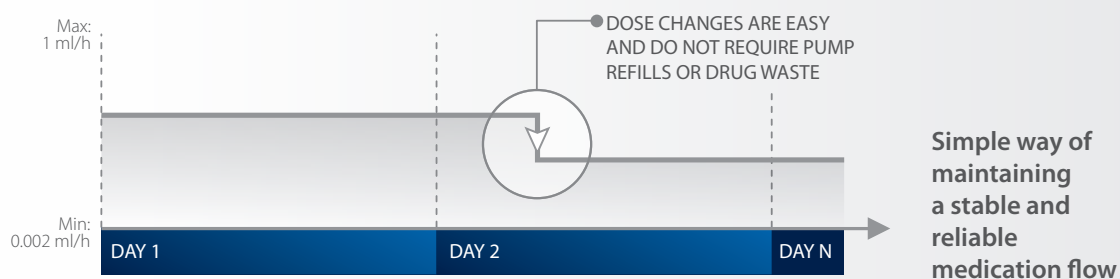 Max:
1 ml/h
DOSE CHANGES ARE EASY
AND DO NOT REQUIRE PUMP
REFILLS OR DRUG WASTE
Min:
0.002 ml/h
DAY 1
DAY 2
DAY N
Simple way of
maintaining
a stable and
reliable
medication flow